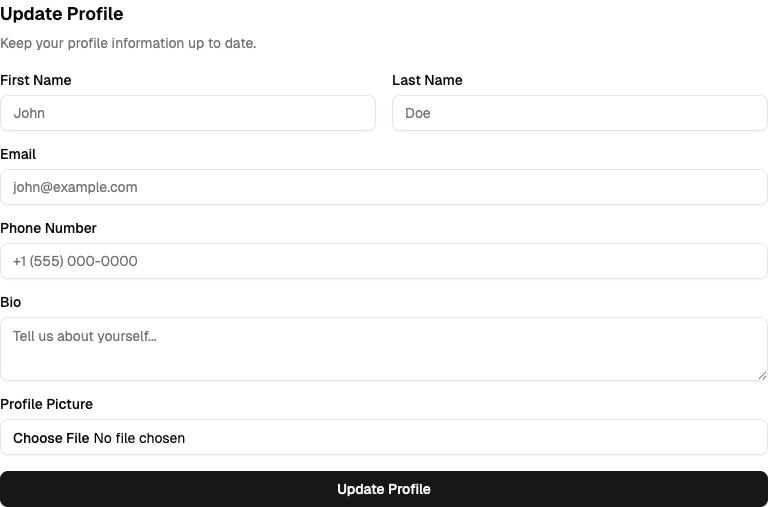 Update Profile
Keep your profile information up to date.
First Name
Last Name
John
Doe
Email
john@example.com
Phone Number
+1 (555) 000-0000
Bio
Tell us about yourself...
Profile Picture
Choose File No file chosen
Update Profile